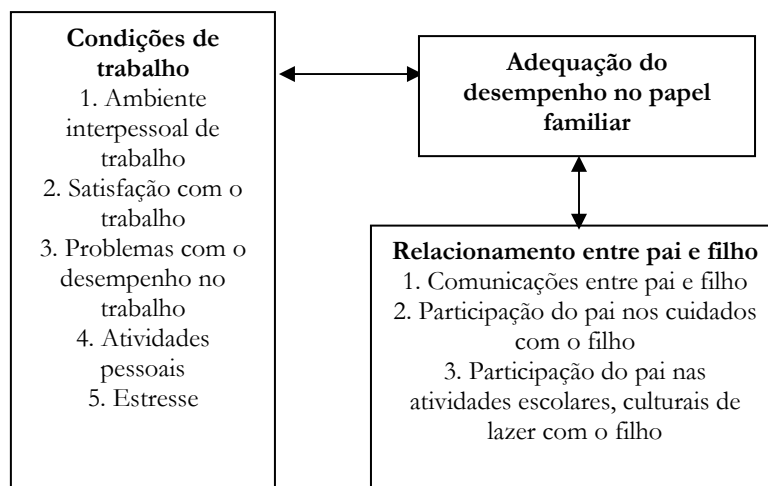 Condições de
trabalho
1. Ambiente
interpessoal de
trabalho
2. Satisfação com o
trabalho
3. Problemas com o
desempenho no
trabalho
4. Atividades
pessoais
5. Estresse
Adequação do
desempenho no papel
familiar
Relacionamento entre pai e filho
1. Comunicações entre pai e filho
2. Participação do pai nos cuidados
com o filho
3. Participação do pai nas
atividades escolares, culturais de
lazer com o filho